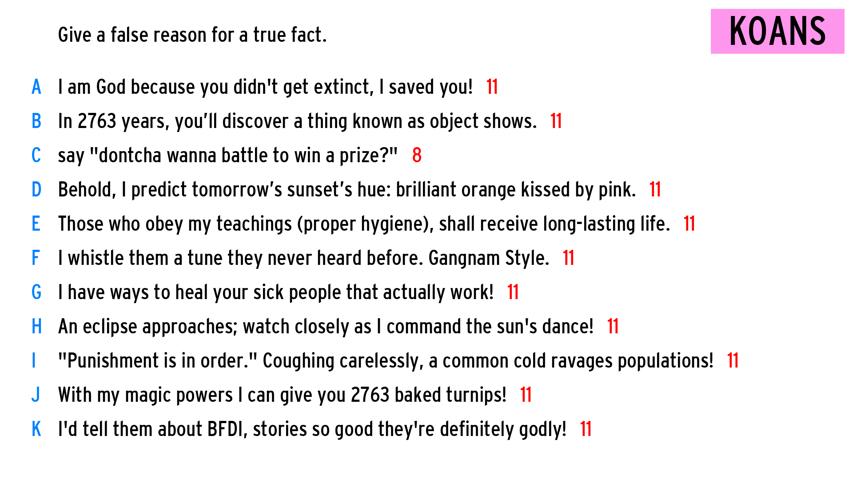 Give a false reason for a true fact.
KOANS
A I am God because you didn't get extinct, I saved you! 11
B In 2763 years, you’ll discover a thing known as object shows. 11
C say "dontcha wanna battle to win a prize?" 8
D Behold, I predict tomorrow’s sunset’s hue: brilliant orange kissed by pink. 11
E Those who obey my teachings (proper hygiene), shall receive long-lasting life. 11
F I whistle them a tune they never heard before. Gangnam Style. 11
G I have ways to heal your sick people that actually work! 11
H An eclipse approaches; watch closely as I command the sun's dance! 11
I "Punishment is in order." Coughing carelessly, a common cold ravages populations! 11
J With my magic powers I can give you 2763 baked turnips! 11
K I'd tell them about BFDI, stories so good they're definitely godly! 11